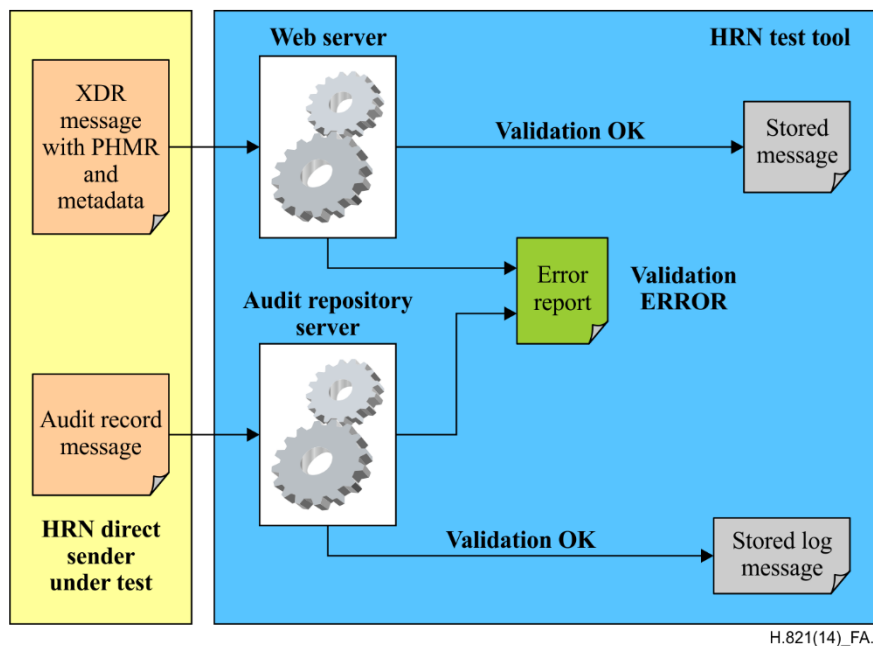 Web server
HRN test tool
XDR
message
with PHMR
and
metadata
Validation OK
Stored
message
Error
report
Validation
ERROR
Audit repository
server
Audit record
message
HRN direct
sender
under test
Validation OK
Stored log
message
H.821(14)_FA.